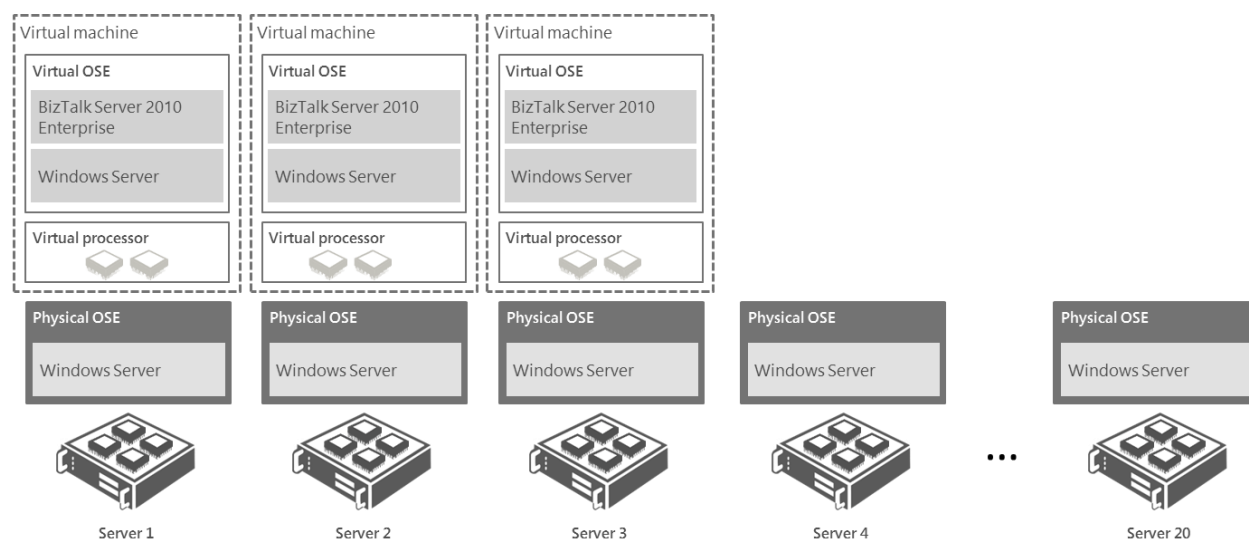 Virtual machine
Virtual machine
Virtual machine
Virtual OSE
Virtual OSE
Virtual OSE
BizTalk Server 2010
Enterprise
BizTalk Server 2010
Enterprise
BizTalk Server 2010
Enterprise
Windows Server
Windows Server
Windows Server
Virtual processor
Virtual processor
Virtual processor
Physical OSE
Physical OSE
Physical OSE
Physical OSE
Physical OSE
Windows Server
Windows Server
Windows Server
Windows Server
Windows Server
...
Server 1
Server 2
Server 3
Server 4
Server 20